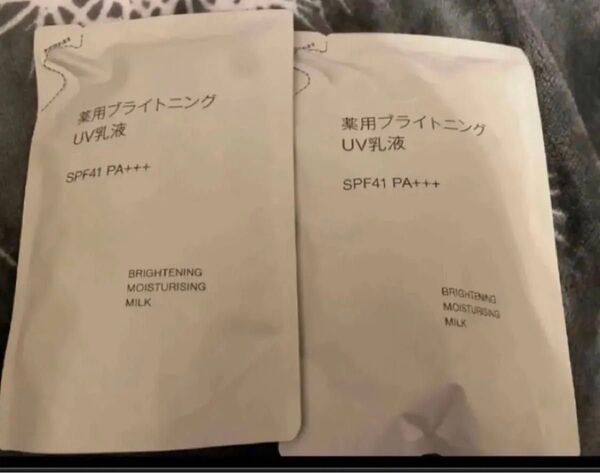 薬用ブライトニング
UV乳液
SPF41 PA+++
BRIGHTENING
MOISTURISING
MILK
薬用ブライトニング
UV乳液
SPF41 PA+++
BRIGHTENING
MOISTURISING
MILK